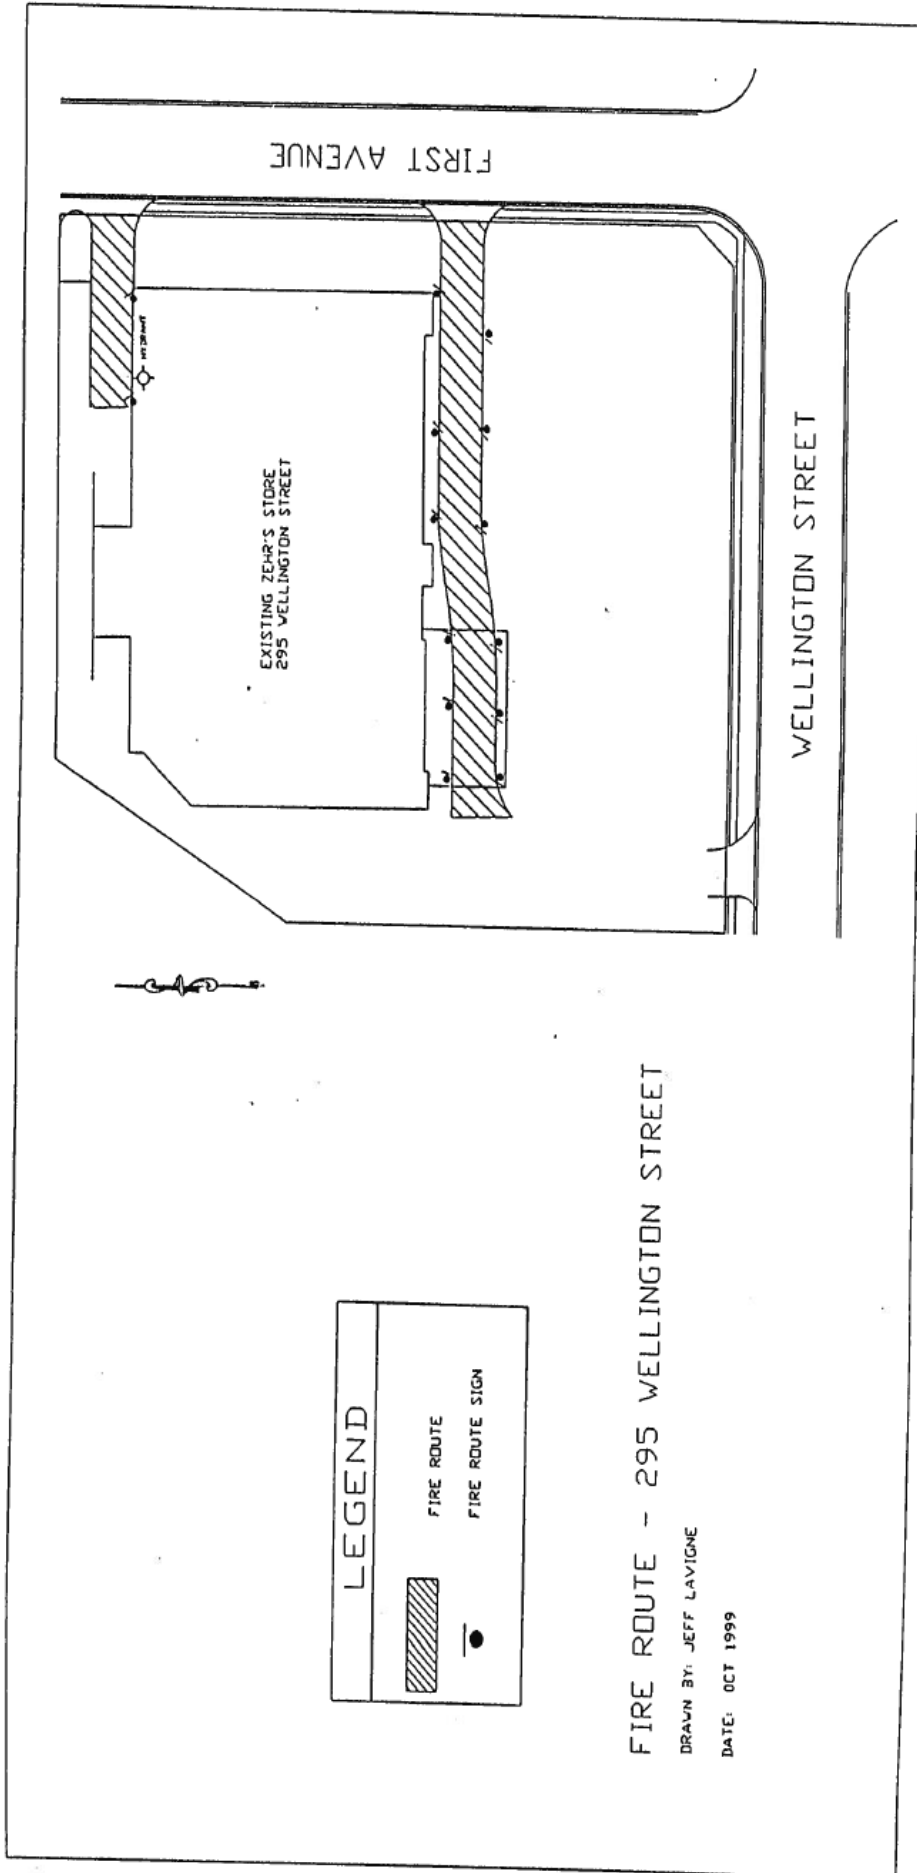 FIRST AVENUE
HYDRANT
EXISTING ZEHR'S STORE
295 WELLINGTON STREET
WELLINGTON STREET
LEGEND
FIRE ROUTE
FIRE ROUTE SIGN
FIRE ROUTE - 295 WELLINGTON STREET
DRAWN BY: JEFF LAVIGNE
DATE: OCT 1999